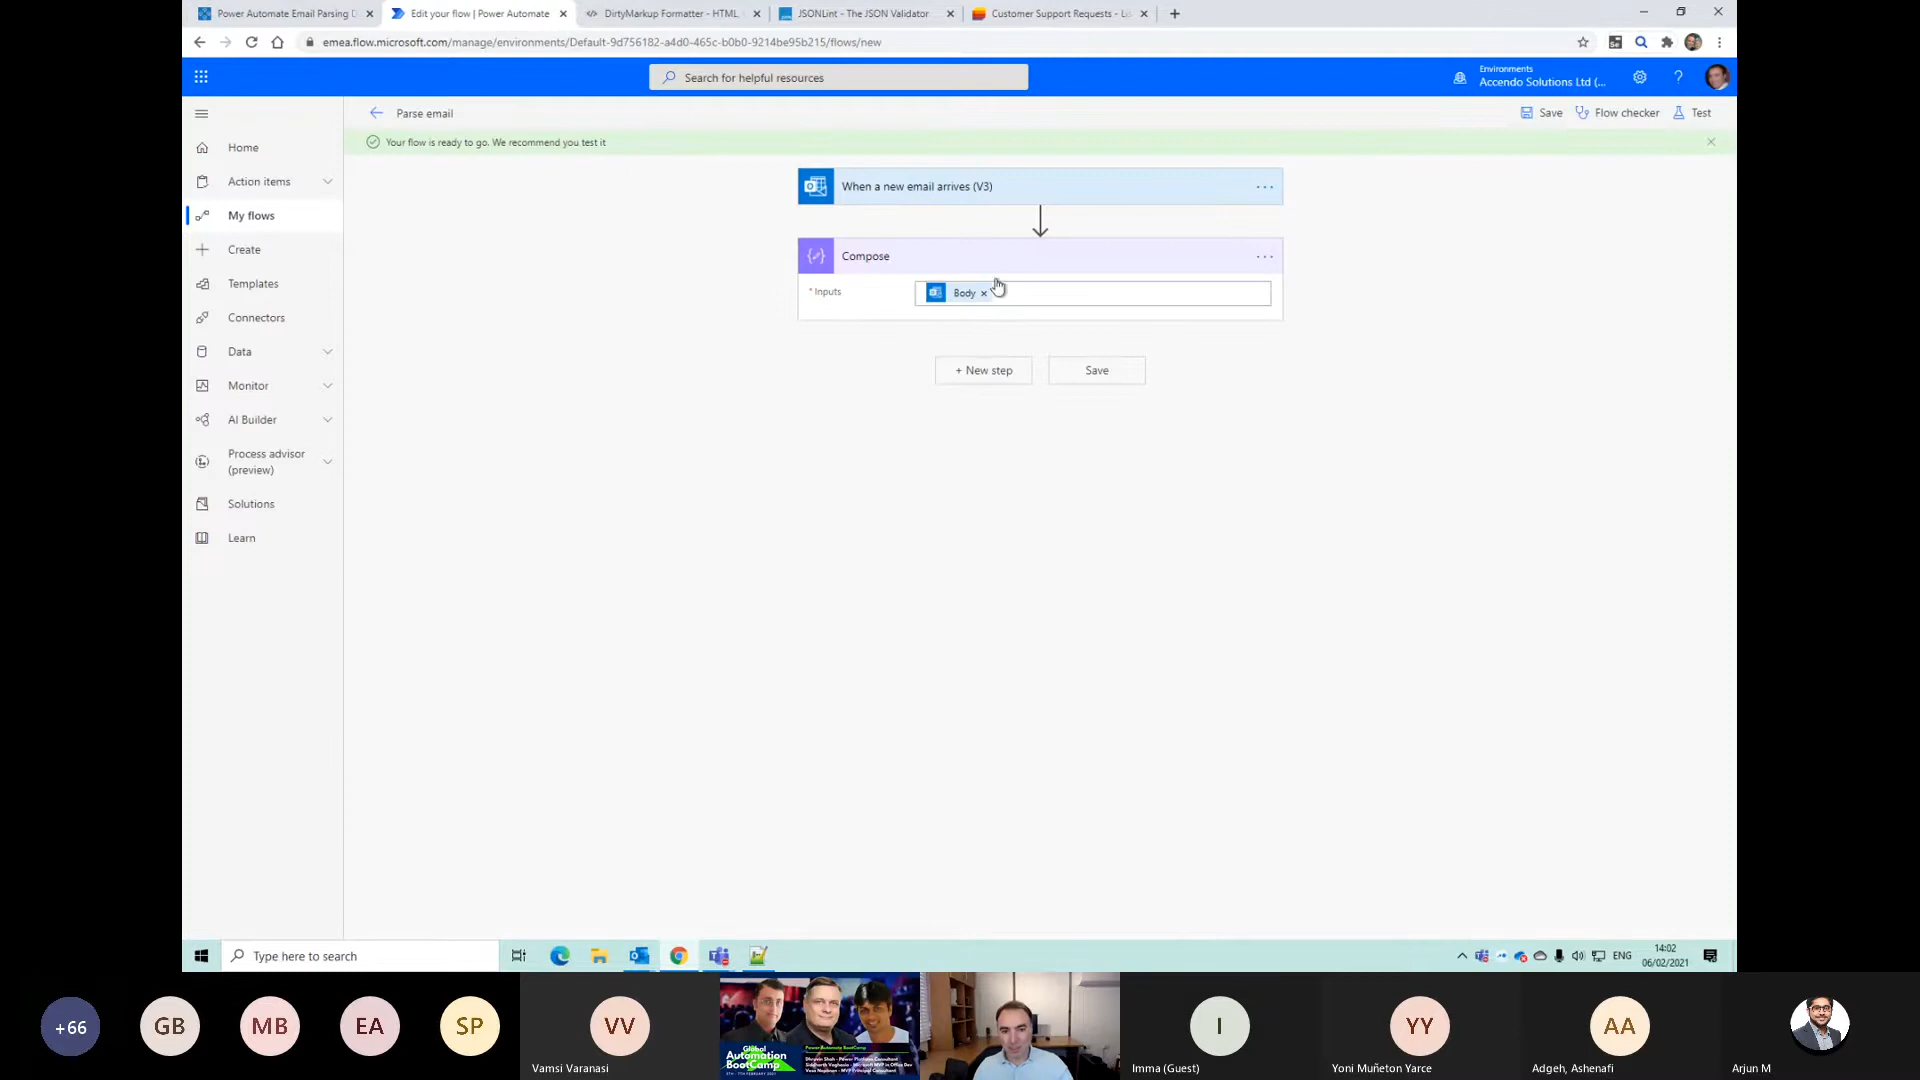 Power Automate Email Parsing D
Edit your flow | Power Automate
DirtyMarkup Formatter - HTML,
JSONLint - The JSON Validator
Customer Support Requests - Li
emea.flow.microsoft.com/manage/environments/Default-9d756182-a4d0-465c-b0b0-9214be95b215/flows/new
Search for helpful resources
Environments
Accendo Solutions Ltd (...
Parse email
Save
Flow checker
Test
Your flow is ready to go. We recommend you test it
Home
Action items
My flows
Create
Templates
Connectors
Data
Monitor
AI Builder
Process advisor
(preview)
Solutions
Learn
When a new email arrives (V3)
Compose
* Inputs
Body
+ New step
Save
Type here to search
ENG
14:02
06/02/2021
+66
GB
MB
EA
SP
VV
Vamsi Varanasi
Global
Automation
BootCamp
Power Automate BootCamp
I
Imma (Guest)
YY
Yoni Muñeton Yarce
AA
Adgeh, Ashenafi
Arjun M